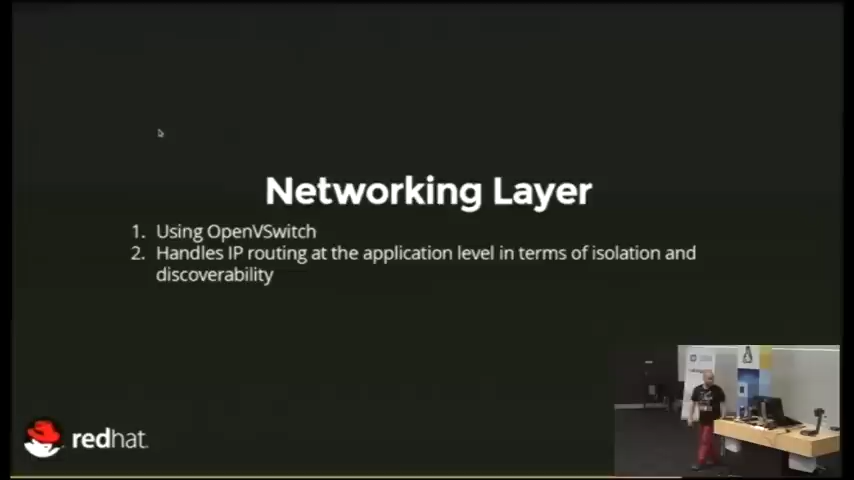 Networking Layer
1. Using OpenVSwitch
2. Handles IP routing at the application level in terms of isolation and
discoverability
redhat.